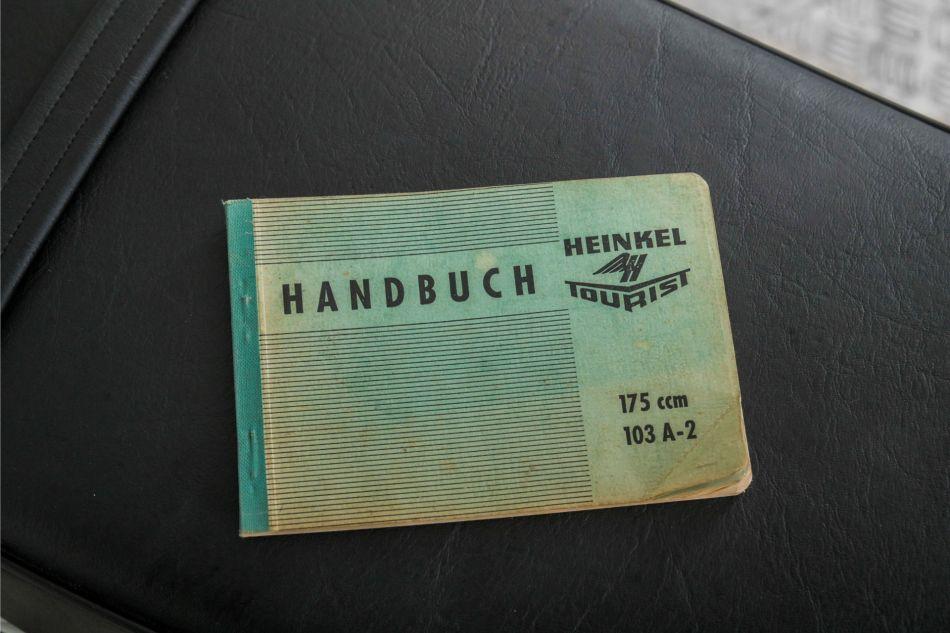 HANDBUCH
HEINKEL
TOURIST
175 ccm
103 A-2